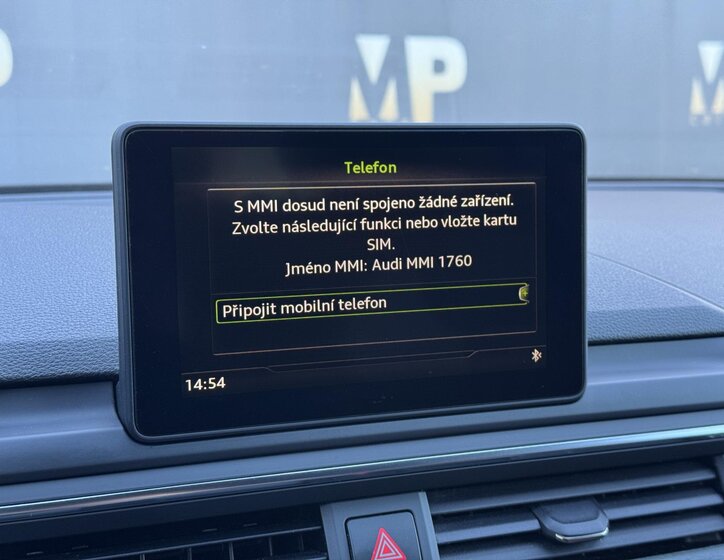 MP
Telefon
S MMI dosud není spojeno žádné zařízení.
Zvolte následující funkci nebo vložte kartu
SIM.
Jméno MMI: Audi MMI 1760
Připojit mobilní telefon
14:54